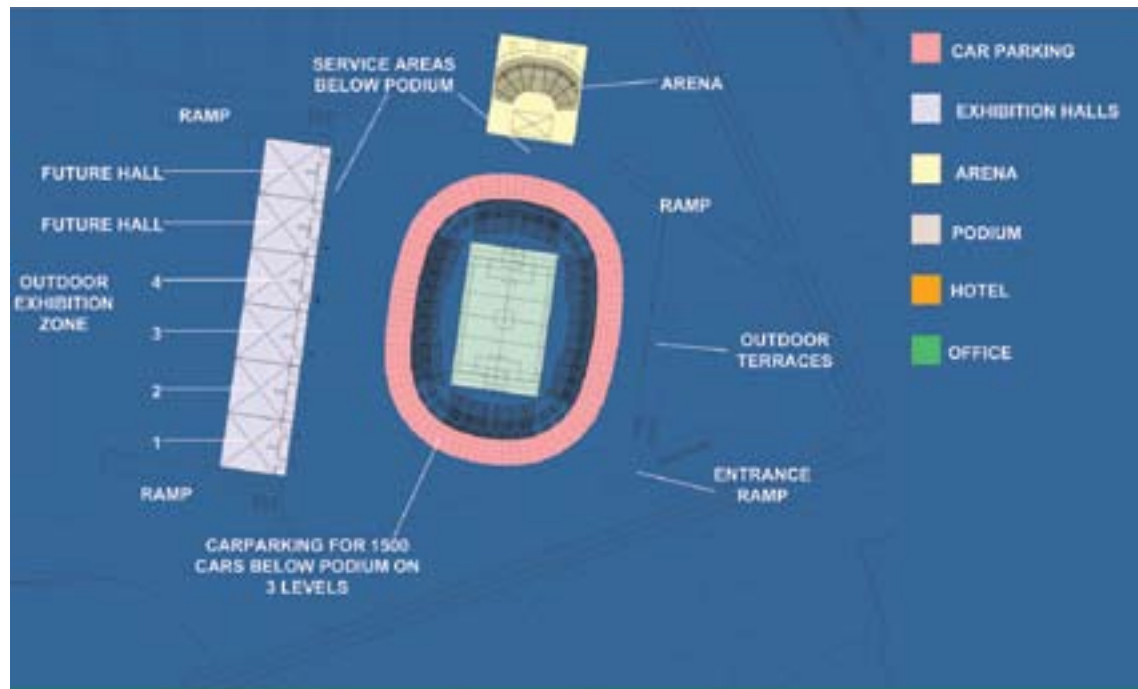 SERVICE AREAS
BELOW PODIUM
ARENA
RAMP
FUTURE HALL
FUTURE HALL
RAMP
OUTDOOR
EXHIBITION
ZONE
4
3
2
1
OUTDOOR
TERRACES
RAMP
ENTRANCE
RAMP
CARPARKING FOR 1500
CARS BELOW PODIUM ON
3 LEVELS
CAR PARKING
EXHIBITION HALLS
ARENA
PODIUM
HOTEL
OFFICE